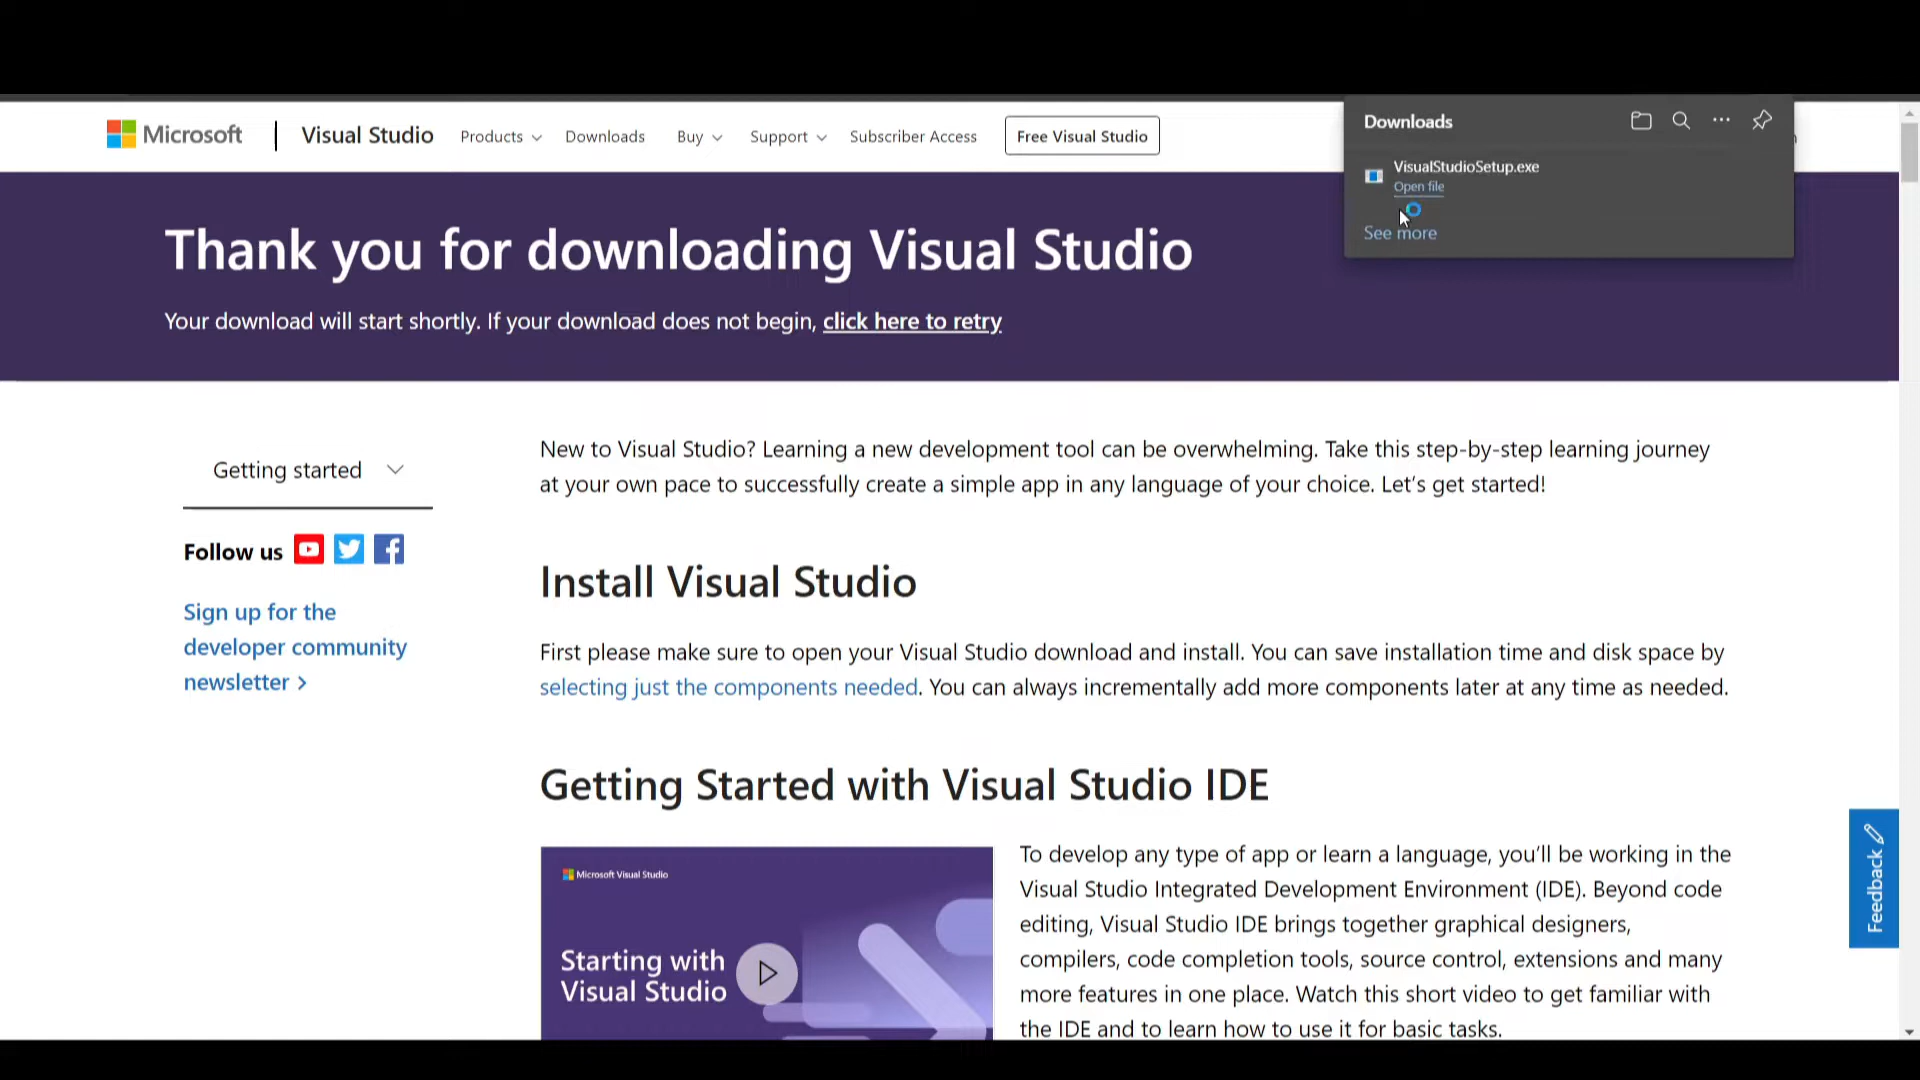 Microsoft
Visual Studio
Products
Downloads
Buy
Support
Subscriber Access
Free Visual Studio
Downloads
VisualStudioSetup.exe
Open file
See more
Thank you for downloading Visual Studio
Your download will start shortly. If your download does not begin, click here to retry
Getting started
Follow us
Sign up for the
developer community
newsletter >
New to Visual Studio? Learning a new development tool can be overwhelming. Take this step-by-step learning journey
at your own pace to successfully create a simple app in any language of your choice. Let’s get started!
Install Visual Studio
First please make sure to open your Visual Studio download and install. You can save installation time and disk space by
selecting just the components needed. You can always incrementally add more components later at any time as needed.
Getting Started with Visual Studio IDE
Microsoft Visual Studio
Starting with
Visual Studio
To develop any type of app or learn a language, you’ll be working in the
Visual Studio Integrated Development Environment (IDE). Beyond code
editing, Visual Studio IDE brings together graphical designers,
compilers, code completion tools, source control, extensions and many
more features in one place. Watch this short video to get familiar with
the IDE and to learn how to use it for basic tasks.
Feedback